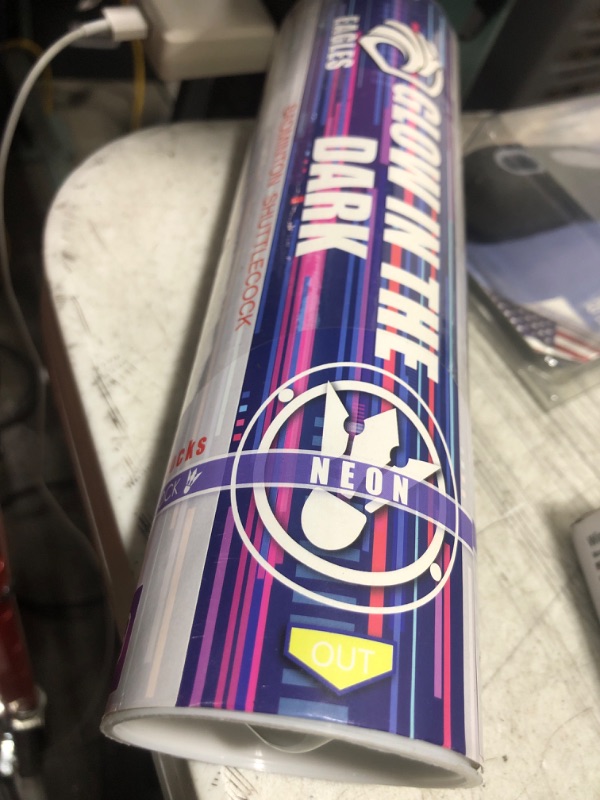 EAGLES
GLOW IN THE
DARK
BADMINTON SHUTTLECOCK
NEON
OUT